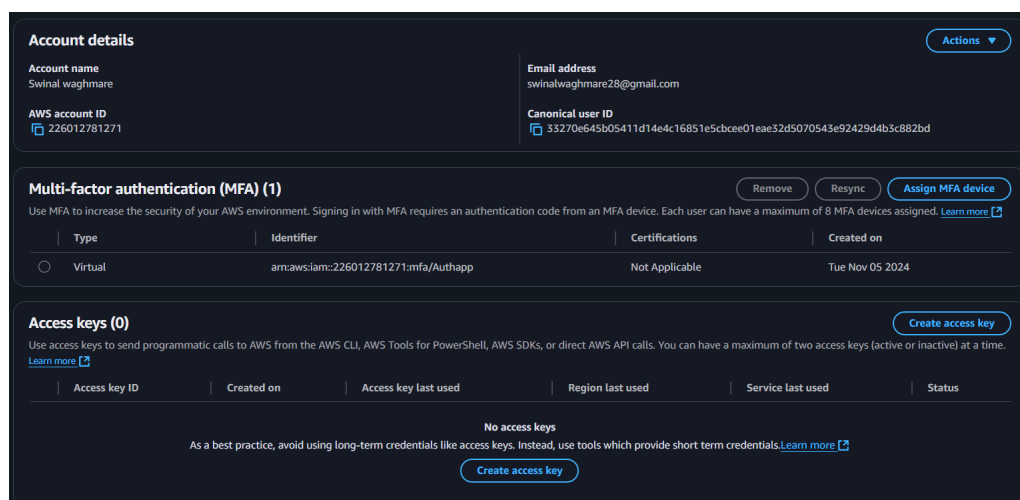 Account details
Actions
Account name
Swinal waghmare
Email address
swinalwaghmare28@gmail.com
AWS account ID
226012781271
Canonical user ID
33270e645b05411d14e4c16851e5cbcee01eae32d5070543e92429d4b3c882bd
Multi-factor authentication (MFA) (1)
Remove
Resync
Assign MFA device
Use MFA to increase the security of your AWS environment. Signing in with MFA requires an authentication code from an MFA device. Each user can have a maximum of 8 MFA devices assigned. Learn more
Type Identifier Certifications Created on
Virtual arn:aws:iam::226012781271:mfa/Authapp Not Applicable Tue Nov 05 2024
Access keys (0)
Create access key
Use access keys to send programmatic calls to AWS from the AWS CLI, AWS Tools for PowerShell, AWS SDKs, or direct AWS API calls. You can have a maximum of two access keys (active or inactive) at a time.
Learn more
Access key ID Created on Access key last used Region last used Service last used Status
No access keys
As a best practice, avoid using long-term credentials like access keys. Instead, use tools which provide short term credentials.Learn more
Create access key